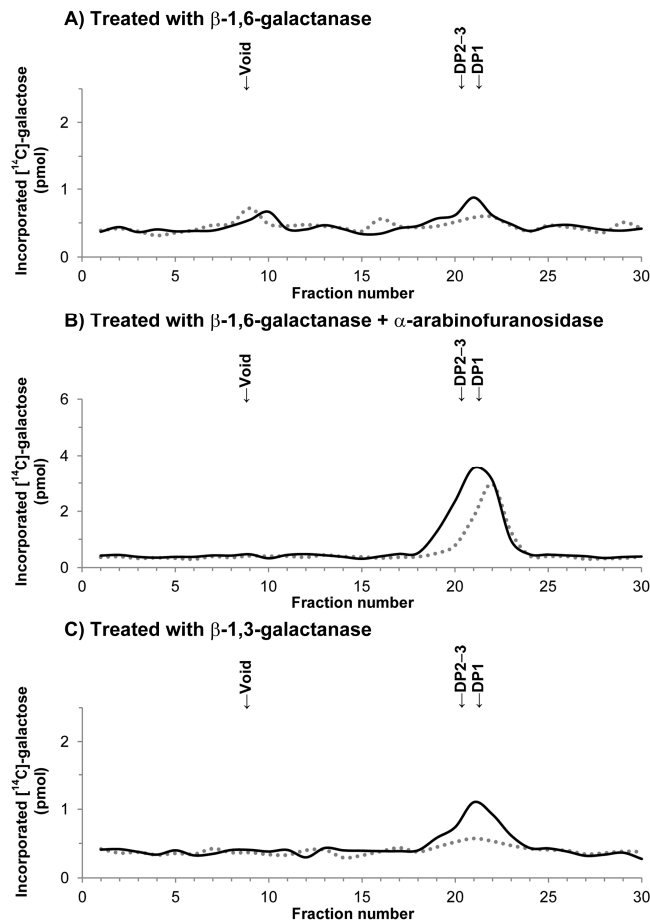 A) Treated with β-1,6-galactanase
↓Void
↓DP2–3
↓DP1
Incorporated [¹⁴C]-galactose
(pmol)
2
1
0
0 5 10 15 20 25 30
Fraction number
B) Treated with β-1,6-galactanase + α-arabinofuranosidase
↓Void
↓DP2–3
↓DP1
Incorporated [¹⁴C]-galactose
(pmol)
6
4
2
0
0 5 10 15 20 25 30
Fraction number
C) Treated with β-1,3-galactanase
↓Void
↓DP2–3
↓DP1
Incorporated [¹⁴C]-galactose
(pmol)
2
1
0
0 5 10 15 20 25 30
Fraction number